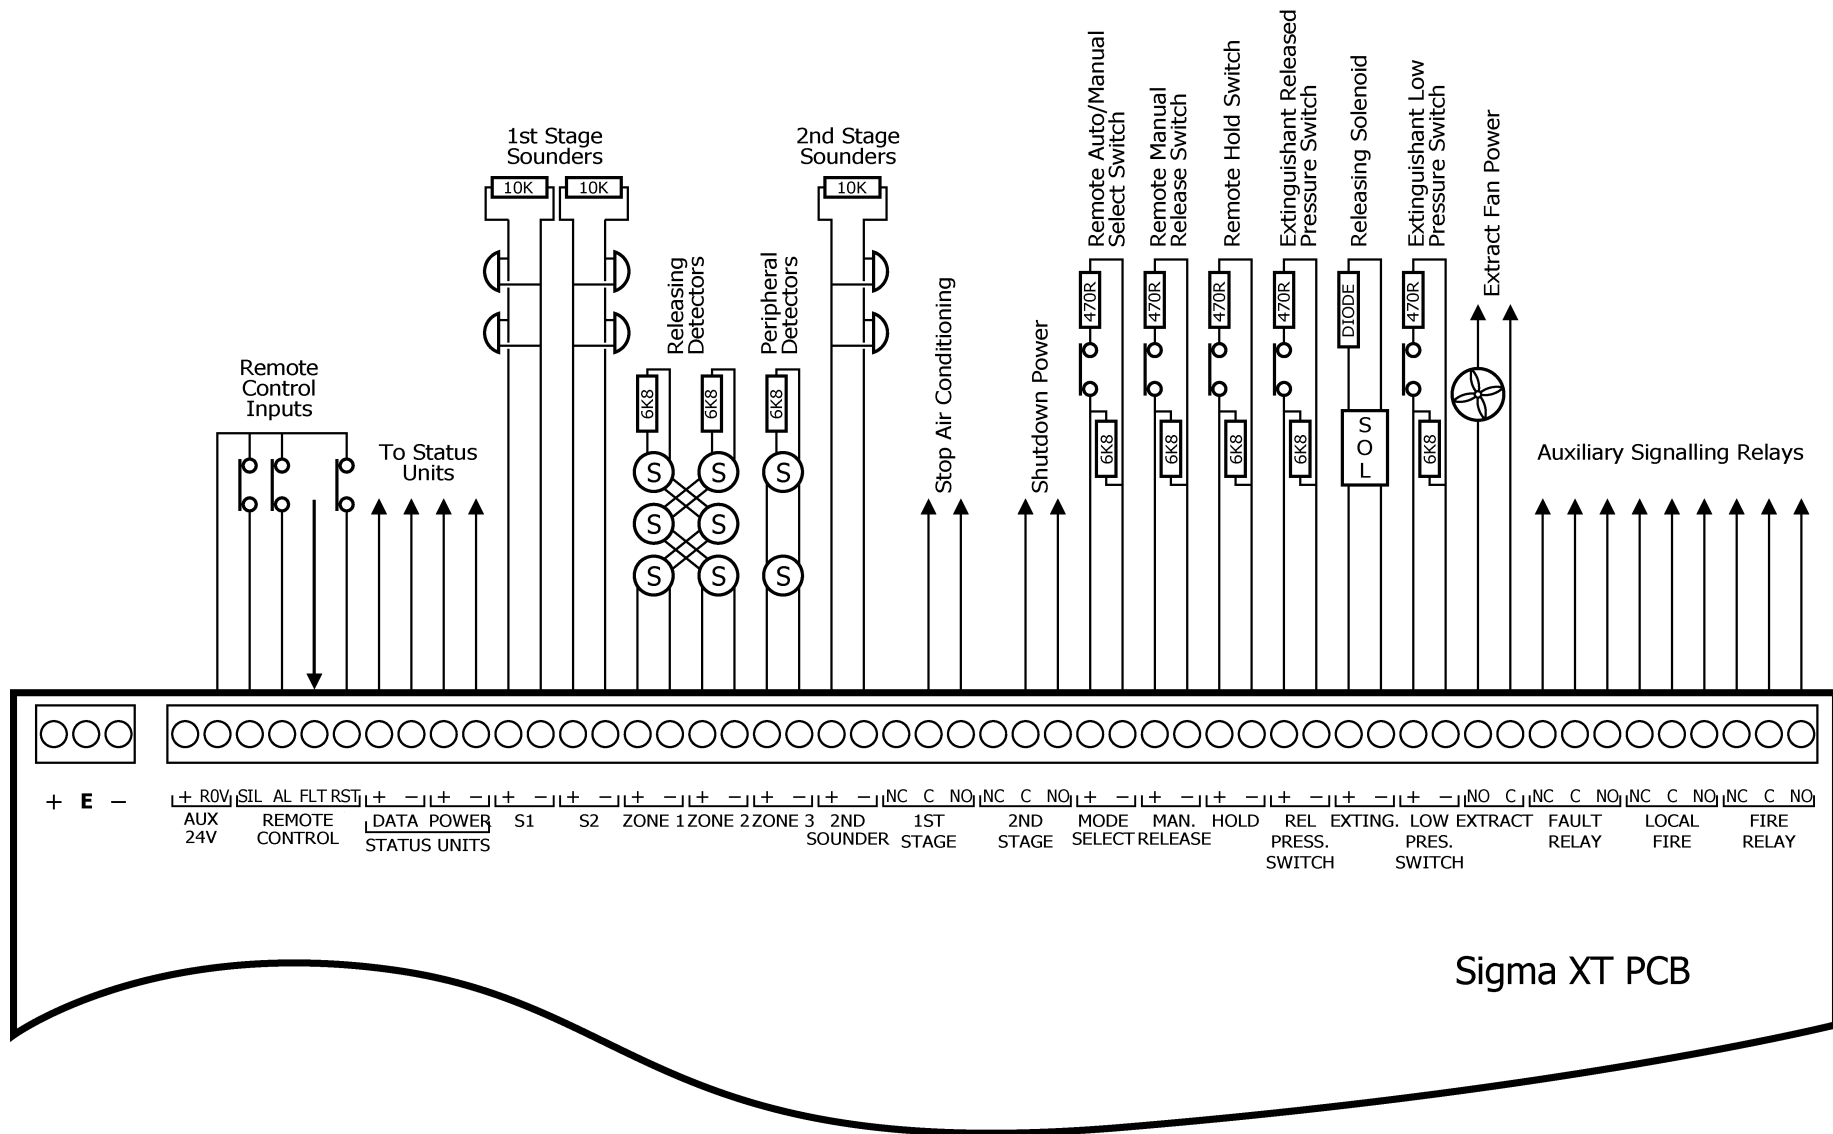 1st Stage
Sounders
10K
10K
2nd Stage
Sounders
10K
Remote Auto/Manual
Select Switch
Remote Manual
Release Switch
Remote Hold Switch
Extinguishant Released
Pressure Switch
Releasing Solenoid
Extinguishant Low
Pressure Switch
Extract Fan Power
Releasing
Detectors
Peripheral
Detectors
Stop Air Conditioning
Shutdown Power
470R
470R
470R
470R
DIODE
470R
Remote
Control
Inputs
To Status
Units
6K8
6K8
6K8
S
S
S
S
S
S
S
S
6K8
6K8
6K8
6K8
S
O
L
6K8
Auxiliary Signalling Relays
+ E −
+ R0V SIL AL FLT RST + − + − + − + − + − + − + − + − NC C NO NC C NO + − + − + − + − + − + − NO C NC C NO NC C NO NC C NO
AUX
24V
REMOTE
CONTROL
DATA POWER
STATUS UNITS
S1
S2
ZONE 1
ZONE 2
ZONE 3
2ND
SOUNDER
1ST
STAGE
2ND
STAGE
MODE
SELECT
MAN.
RELEASE
HOLD
REL
PRESS.
SWITCH
EXTING.
LOW
PRES.
SWITCH
EXTRACT
FAULT
RELAY
LOCAL
FIRE
FIRE
RELAY
Sigma XT PCB